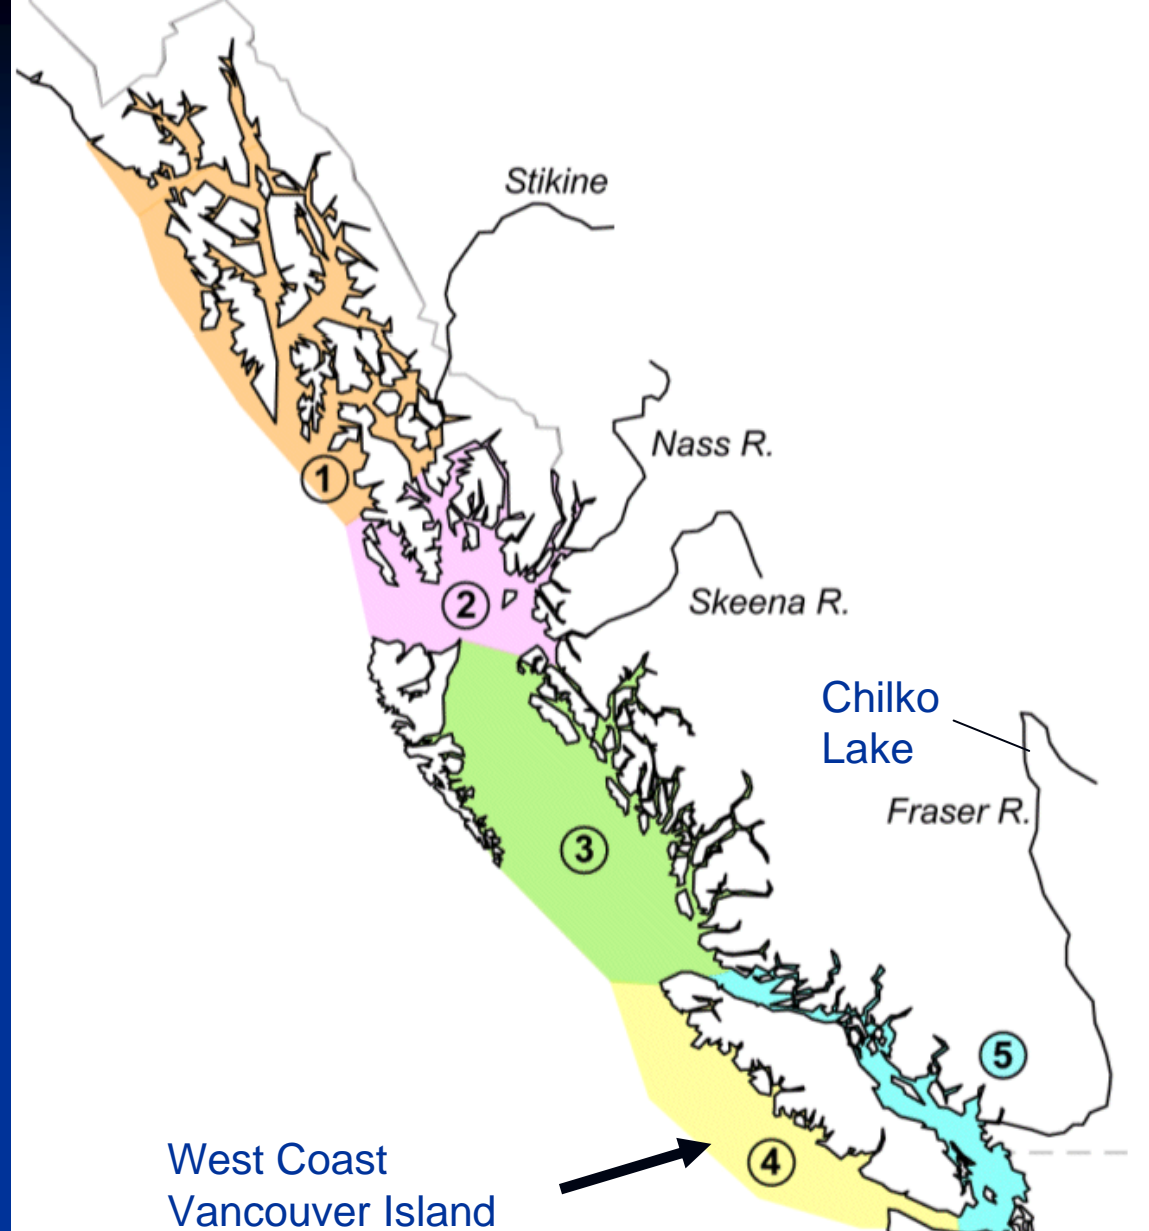 Stikine
Nass R.
1
Skeena R.
2
Chilko
Lake
Fraser R.
3
5
West Coast
Vancouver Island
4